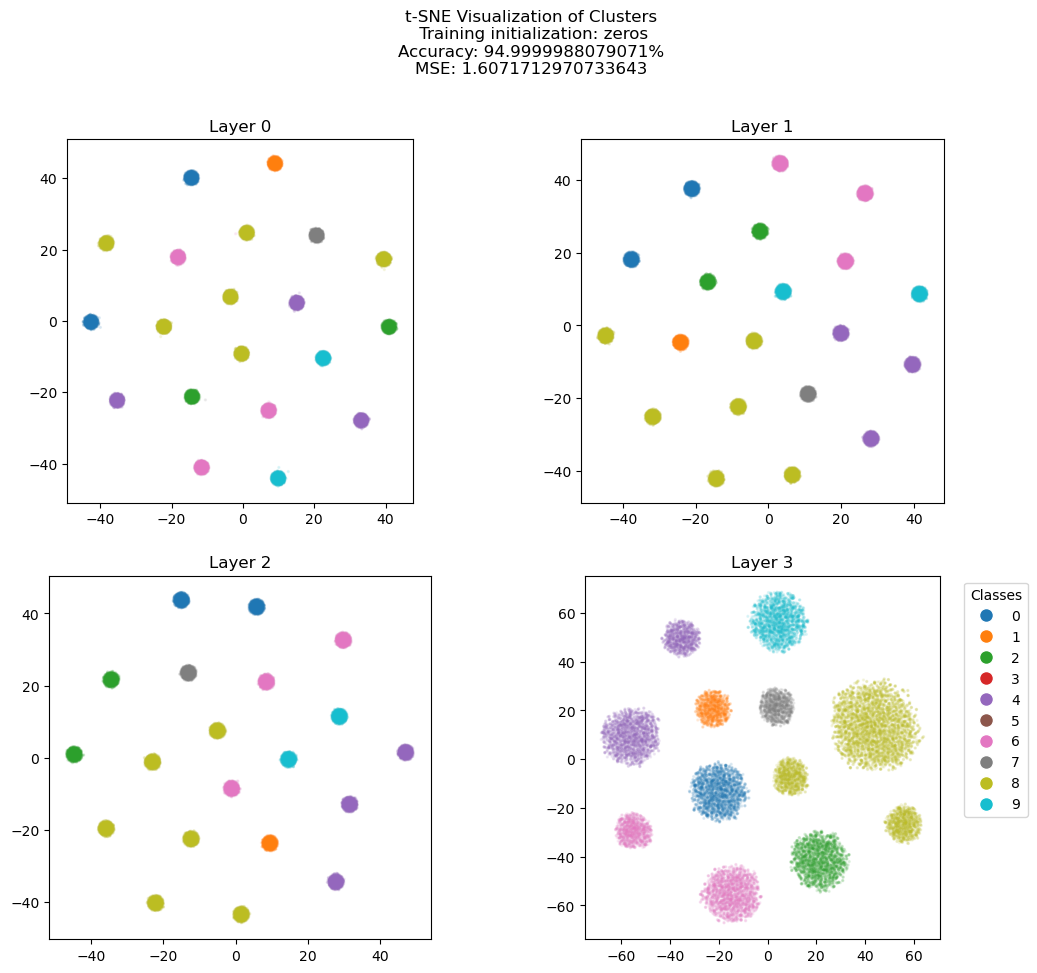 t-SNE Visualization of Clusters
Training initialization: zeros
Accuracy: 94.9999988079071%
MSE: 1.6071712970733643
Layer 0
40
20
0
−20
−40
−40 −20 0 20 40
Layer 1
40
20
0
−20
−40
−40 −20 0 20 40
Layer 2
40
20
0
−20
−40
−40 −20 0 20 40
Layer 3
60
40
20
0
−20
−40
−60
−60 −40 −20 0 20 40 60
Classes
0
1
2
3
4
5
6
7
8
9